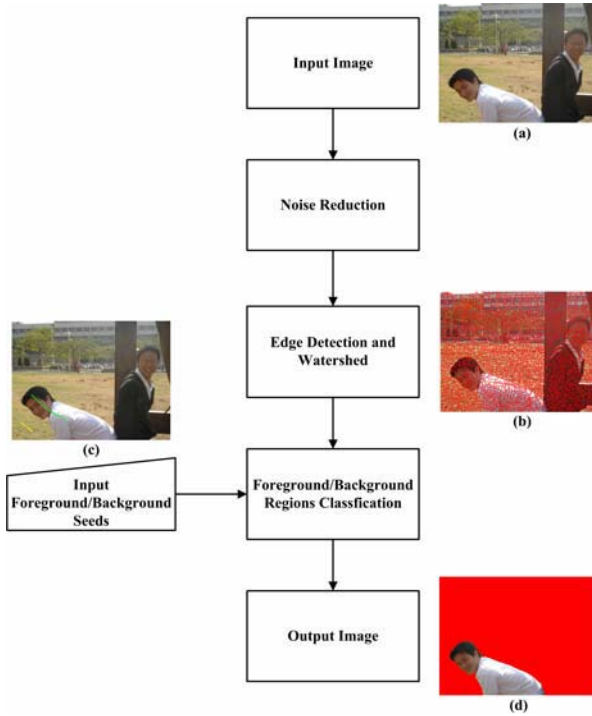 Input Image
(a)
Noise Reduction
Edge Detection and
Watershed
(b)
(c)
Input
Foreground/Background
Seeds
Foreground/Background
Regions Classfication
Output Image
(d)